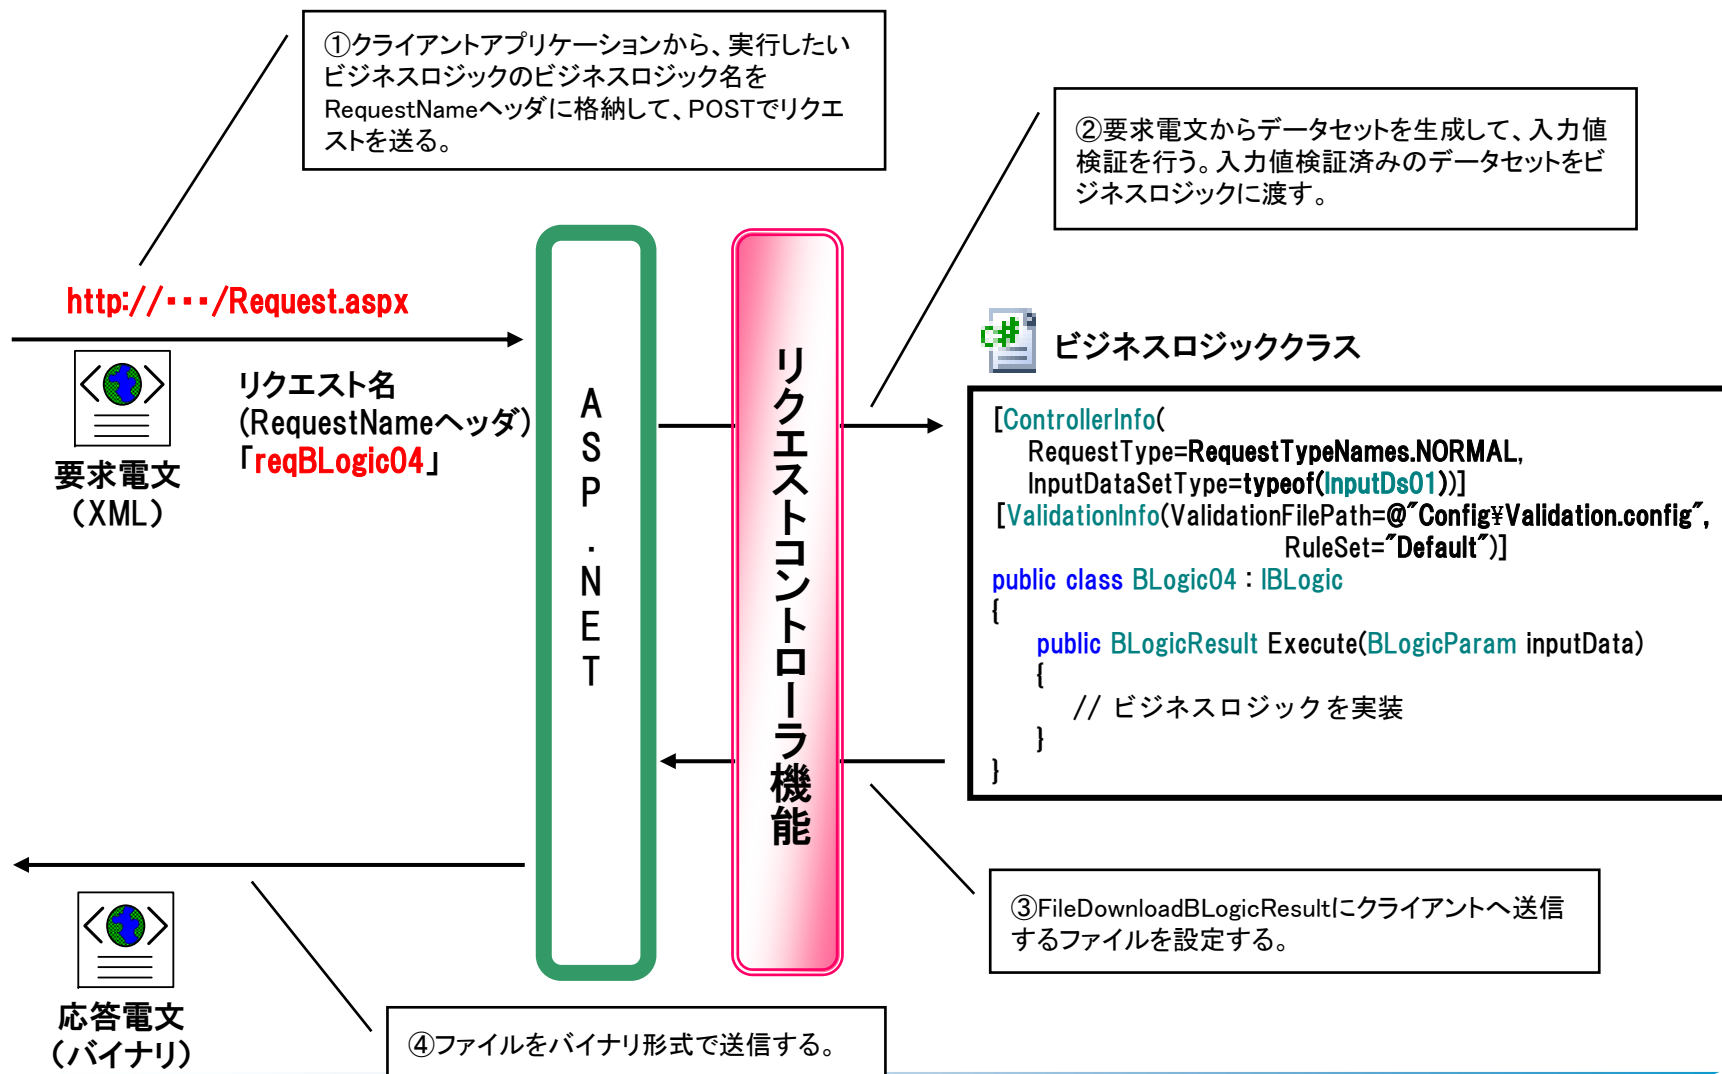 ①クライアントアプリケーションから、実行したい
ビジネスロジックのビジネスロジック名を
RequestNameヘッダに格納して、POSTでリクエ
ストを送る。
②要求電文からデータセットを生成して、入力値
検証を行う。入力値検証済みのデータセットをビ
ジネスロジックに渡す。
http://・・・/Request.aspx
リクエスト名
(RequestNameヘッダ)
「reqBLogic04」
要求電文
(XML)
ASP.NET
リクエストコントローラ機能
C#
ビジネスロジッククラス
[ControllerInfo(
RequestType=RequestTypeNames.NORMAL,
InputDataSetType=typeof(InputDs01))]
[ValidationInfo(ValidationFilePath=@"Config¥Validation.config",
RuleSet="Default")]
public class BLogic04 : IBLogic
{
public BLogicResult Execute(BLogicParam inputData)
{
// ビジネスロジックを実装
}
}
③FileDownloadBLogicResultにクライアントへ送信
するファイルを設定する。
応答電文
(バイナリ)
④ファイルをバイナリ形式で送信する。